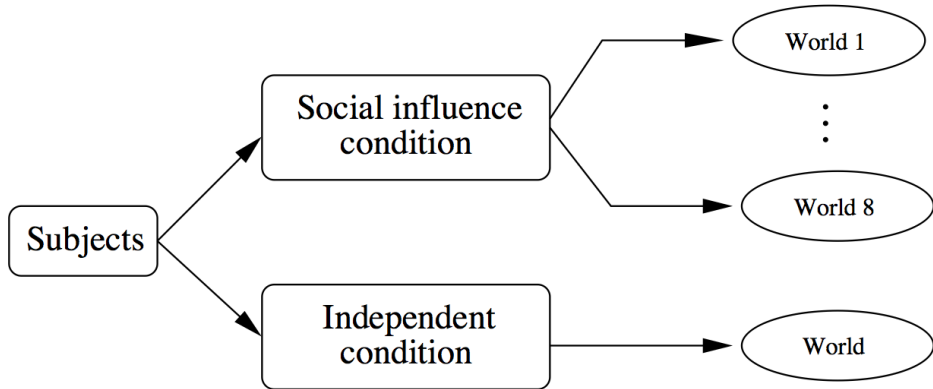 World 1
Social influence
condition
World 8
Subjects
Independent
condition
World